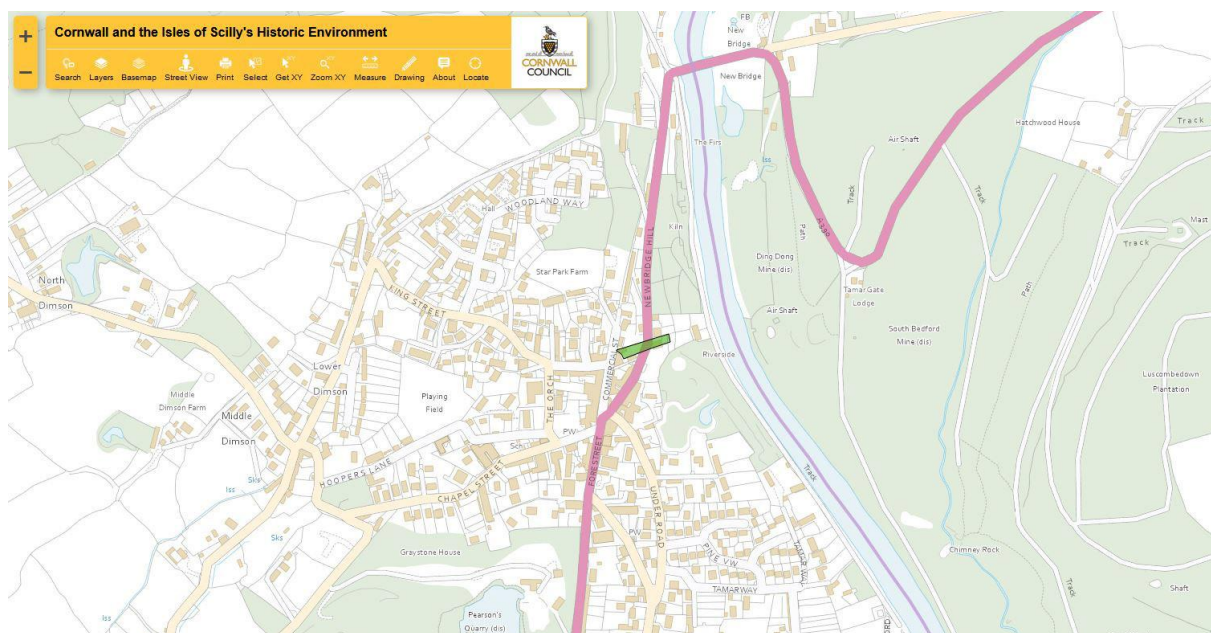 +
−
Cornwall and the Isles of Scilly's Historic Environment
Search Layers Basemap Street View Print Select Get XY Zoom XY Measure Drawing About Locate
CORNWALL
COUNCIL
FB
New
Bridge
New Bridge
Hatchwood House
Track
Air Shaft
The Firs
Iss
Track
Track
Hall
WOODLAND WAY
Path
A390
Mast
Track
Kiln
NEWBRIDGE HILL
Star Park Farm
Ding Dong
Mine (dis)
Path
North
Dimson
KING STREET
Tamar Gate
Lodge
Air Shaft
South Bedford
Mine (dis)
COMMERCIAL ST
Riverside
Lower
Dimson
Luscombedown
Plantation
Middle
Dimson Farm
Playing
Field
THE ORCH
Middle
Dimson
PW
FORE STREET
HOOPERS LANE
CHAPEL STREET
Track
Sks
Iss
UNDER ROAD
Sks
PW
Graystone House
PINE VW
TAMAR WAY
Chimney Rock
TAMARWAY
Track
Shaft
Pearson's
Quarry (dis)